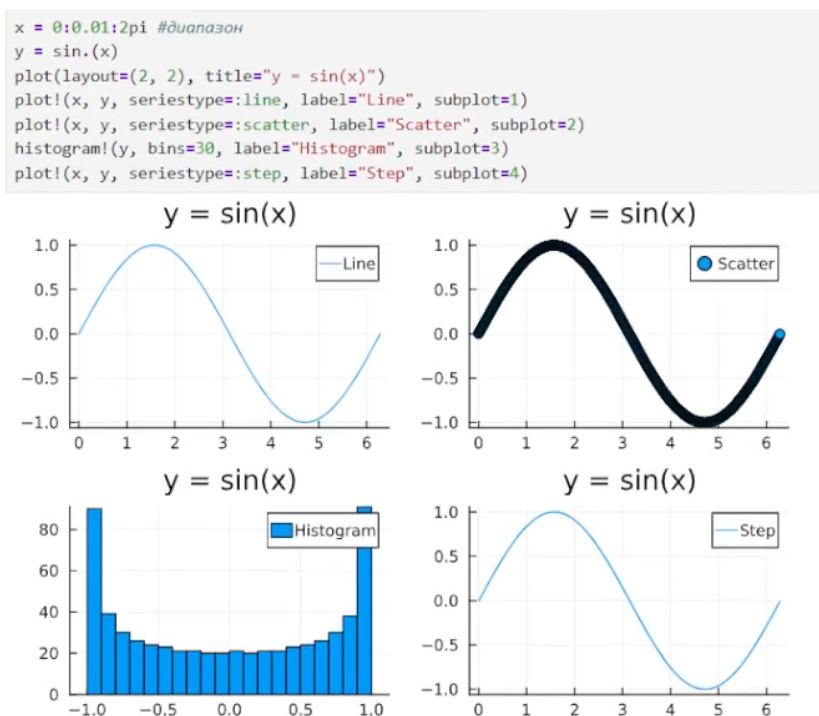 x = 0:0.01:2pi #диапазон
y = sin.(x)
plot(layout=(2, 2), title="y = sin(x)")
plot!(x, y, seriestype=:line, label="Line", subplot=1)
plot!(x, y, seriestype=:scatter, label="Scatter", subplot=2)
histogram!(y, bins=30, label="Histogram", subplot=3)
plot!(x, y, seriestype=:step, label="Step", subplot=4)
y = sin(x)
1.0
0.5
0.0
−0.5
−1.0
0 1 2 3 4 5 6
Line
y = sin(x)
1.0
0.5
0.0
−0.5
−1.0
0 1 2 3 4 5 6
Scatter
y = sin(x)
80
60
40
20
0
−1.0 −0.5 0.0 0.5 1.0
Histogram
y = sin(x)
1.0
0.5
0.0
−0.5
−1.0
0 1 2 3 4 5 6
Step